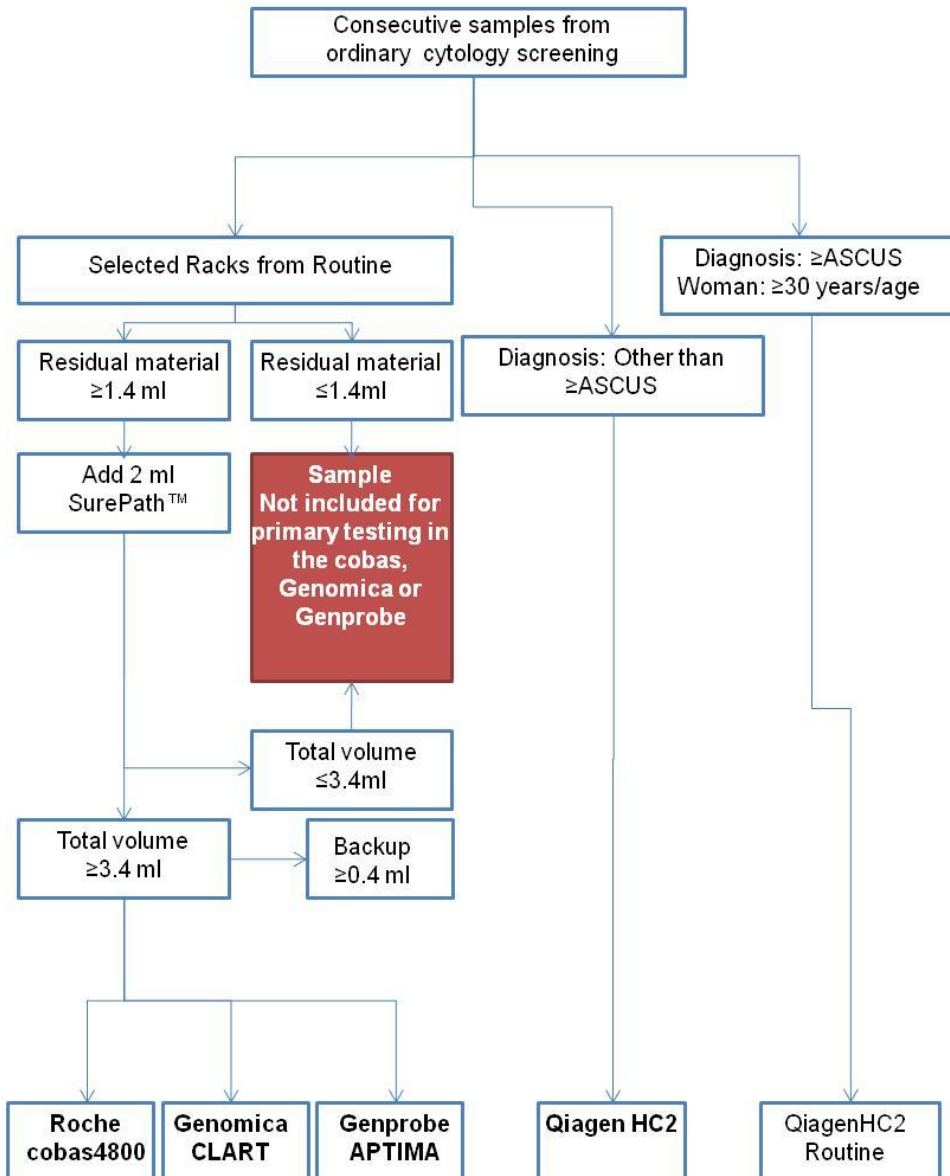 Consecutive samples from
ordinary cytology screening
Selected Racks from Routine
Diagnosis: ≥ASCUS
Woman: ≥30 years/age
Residual material
≥1.4 ml
Residual material
≤1.4ml
Diagnosis: Other than
≥ASCUS
Add 2 ml
SurePath™
Sample
Not included for
primary testing in
the cobas,
Genomica or
Genprobe
Total volume
≤3.4ml
Total volume
≥3.4 ml
Backup
≥0.4 ml
Roche
cobas4800
Genomica
CLART
Genprobe
APTIMA
Qiagen HC2
QiagenHC2
Routine